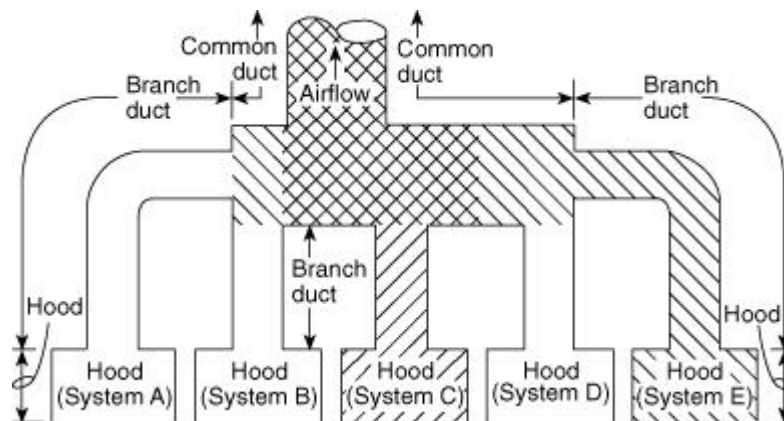 Common
duct
Common
duct
Branch
duct
Airflow
Branch
duct
Branch
duct
Hood
Hood
Hood
(System A)
Hood
(System B)
Hood
(System C)
Hood
(System D)
Hood
(System E)